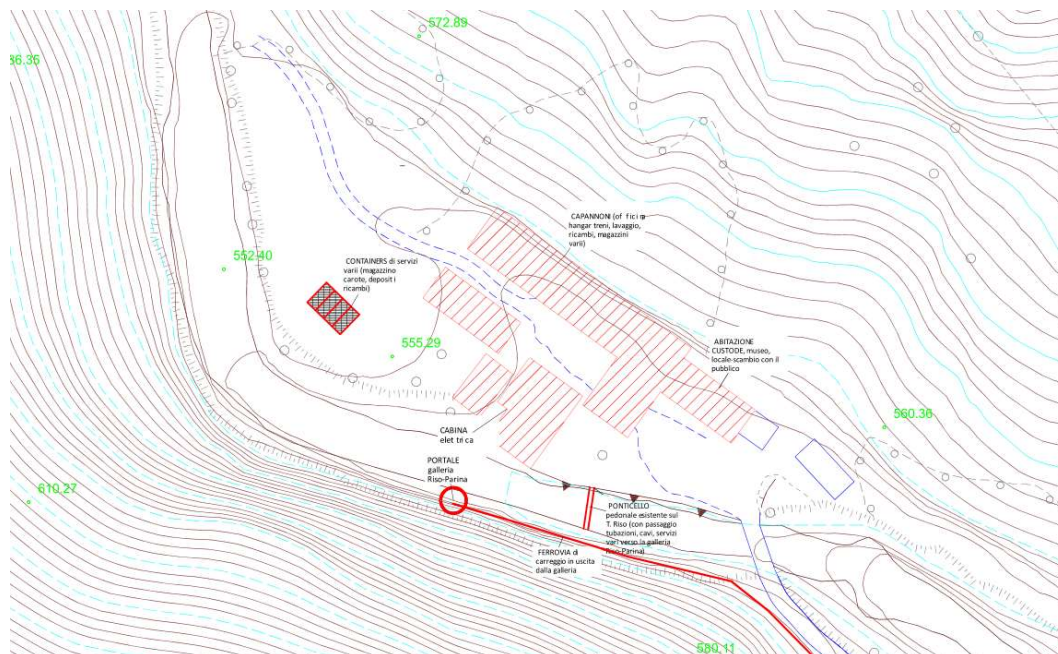 572.89
552.40
CONTAINERS di servizi
varii (magazzino
carote, depositi
ricambi)
CAPANNONI (officine
hangar treni, lavaggio,
ricambi, magazzini
varii)
555.29
ABITAZIONE
CUSTODE, museo,
locale-scambio con il
pubblico
560.36
CABINA
elettrica
PORTALE
galleria
Riso-Parina
610.27
PONTICELLO
pedonale esistente sul
T. Riso (con passaggio
tubazioni, cavi, servizi
vari verso la galleria
Riso-Parina)
FERROVIA di
carreggio in uscita
dalla galleria
580.11